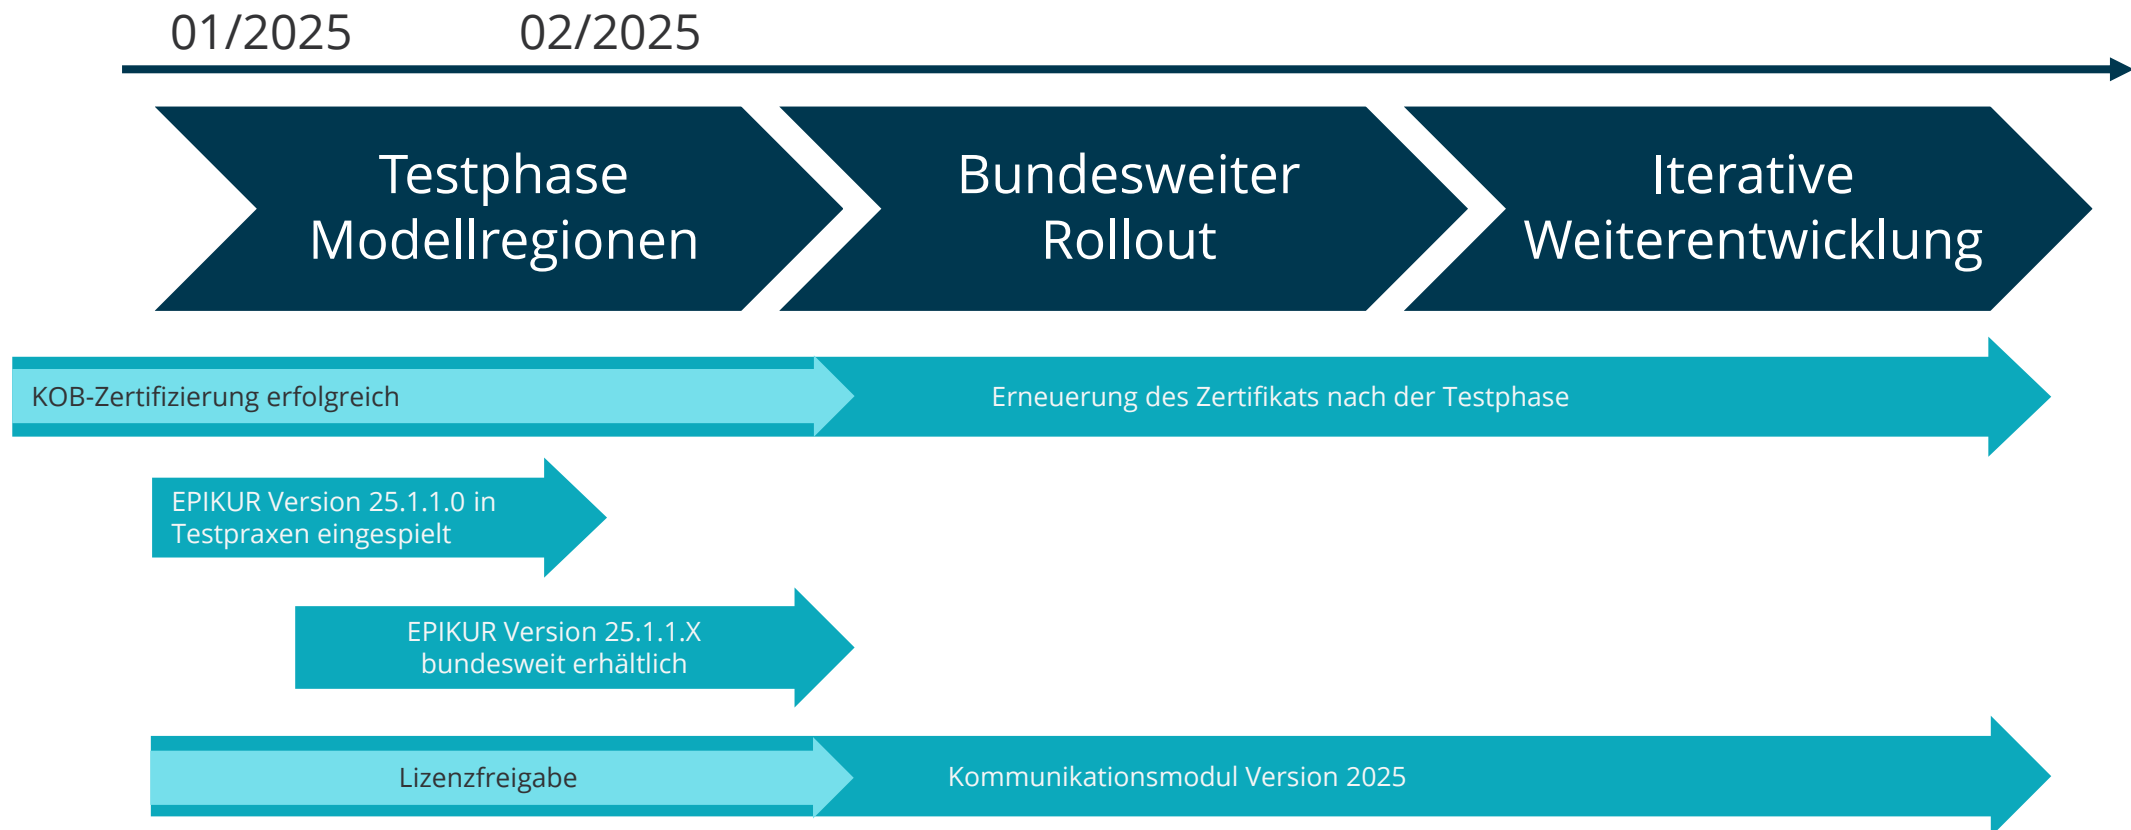 01/2025
02/2025
Testphase
Modellregionen
Bundesweiter
Rollout
Iterative
Weiterentwicklung
KOB-Zertifizierung erfolgreich
Erneuerung des Zertifikats nach der Testphase
EPIKUR Version 25.1.1.0 in
Testpraxen eingespielt
EPIKUR Version 25.1.1.X
bundesweit erhältlich
Lizenzfreigabe
Kommunikationsmodul Version 2025